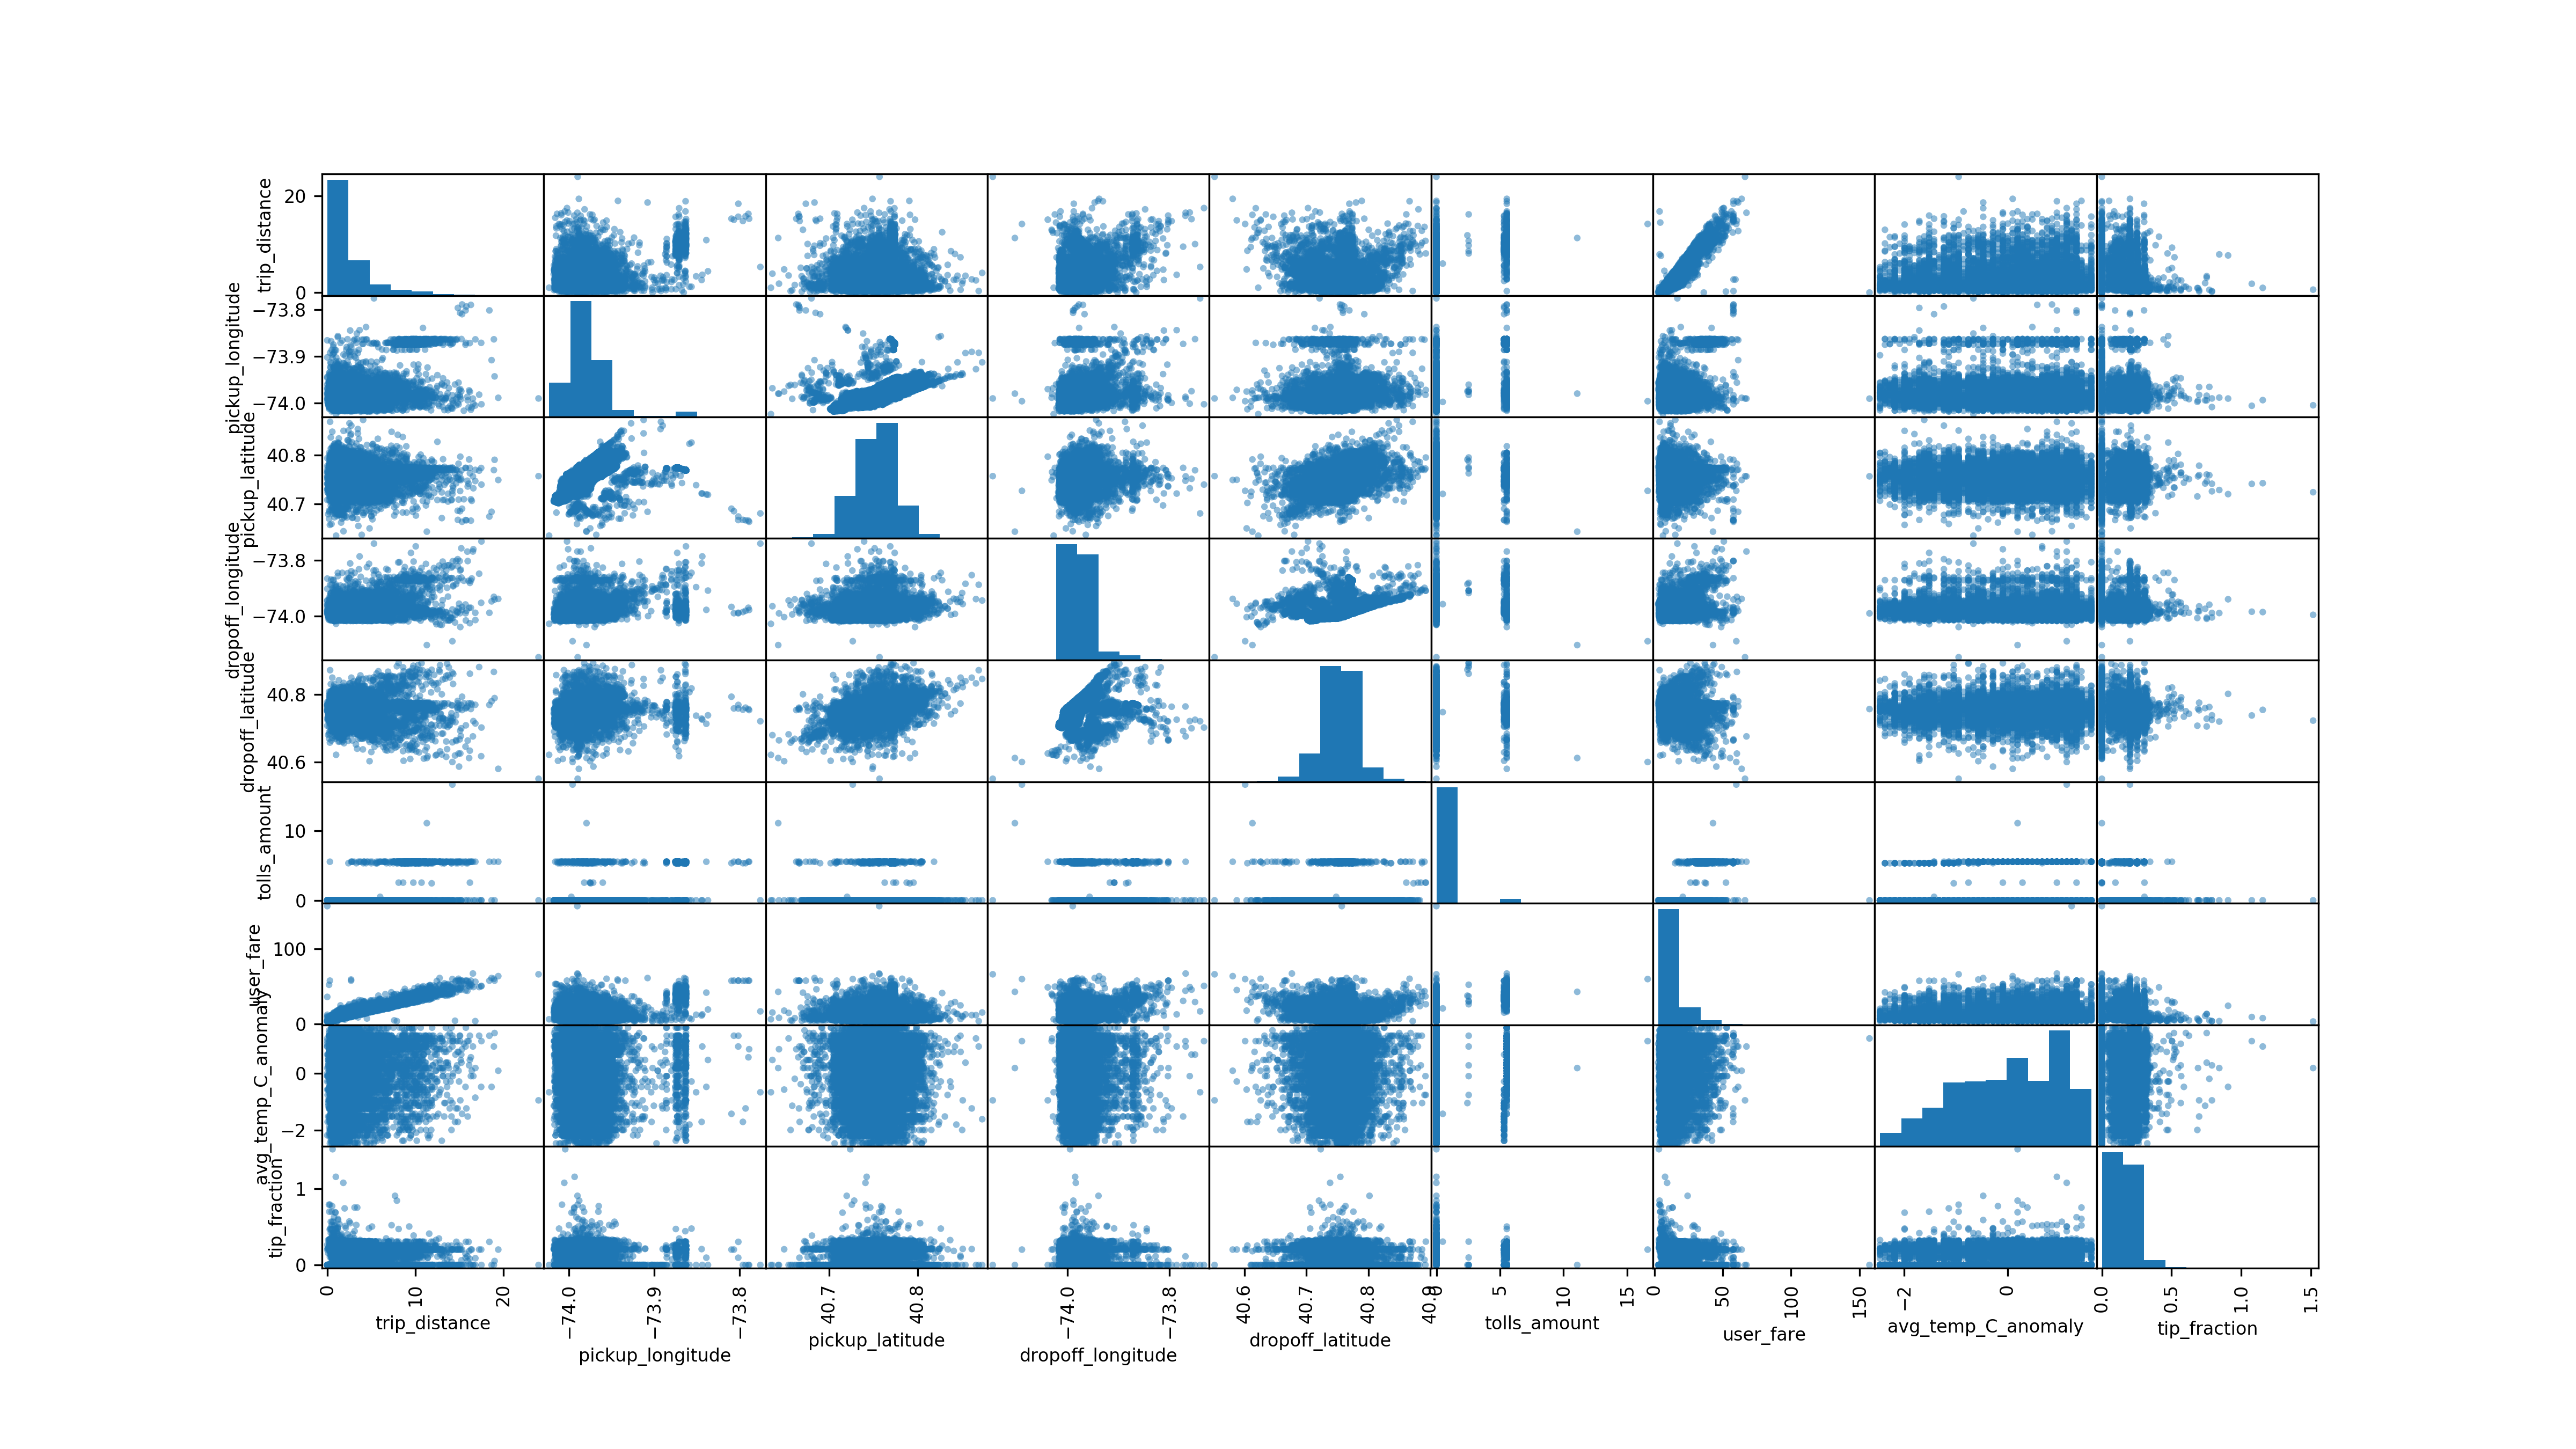 trip_distance
20
0
pickup_longitude
−73.8
−73.9
−74.0
pickup_latitude
40.8
40.7
dropoff_longitude
−73.8
−74.0
dropoff_latitude
40.8
40.6
tolls_amount
10
0
user_fare
100
0
avg_temp_C_anomaly
0
−2
tip_fraction
1
0
0 10 20
−74.0 −73.9 −73.8
40.7 40.8
−74.0 −73.8
40.6 40.7 40.8 40.9
0 5 10 15
0 50 100 150
−2 0
0.0 0.5 1.0 1.5
trip_distance
pickup_longitude
pickup_latitude
dropoff_longitude
dropoff_latitude
tolls_amount
user_fare
avg_temp_C_anomaly
tip_fraction